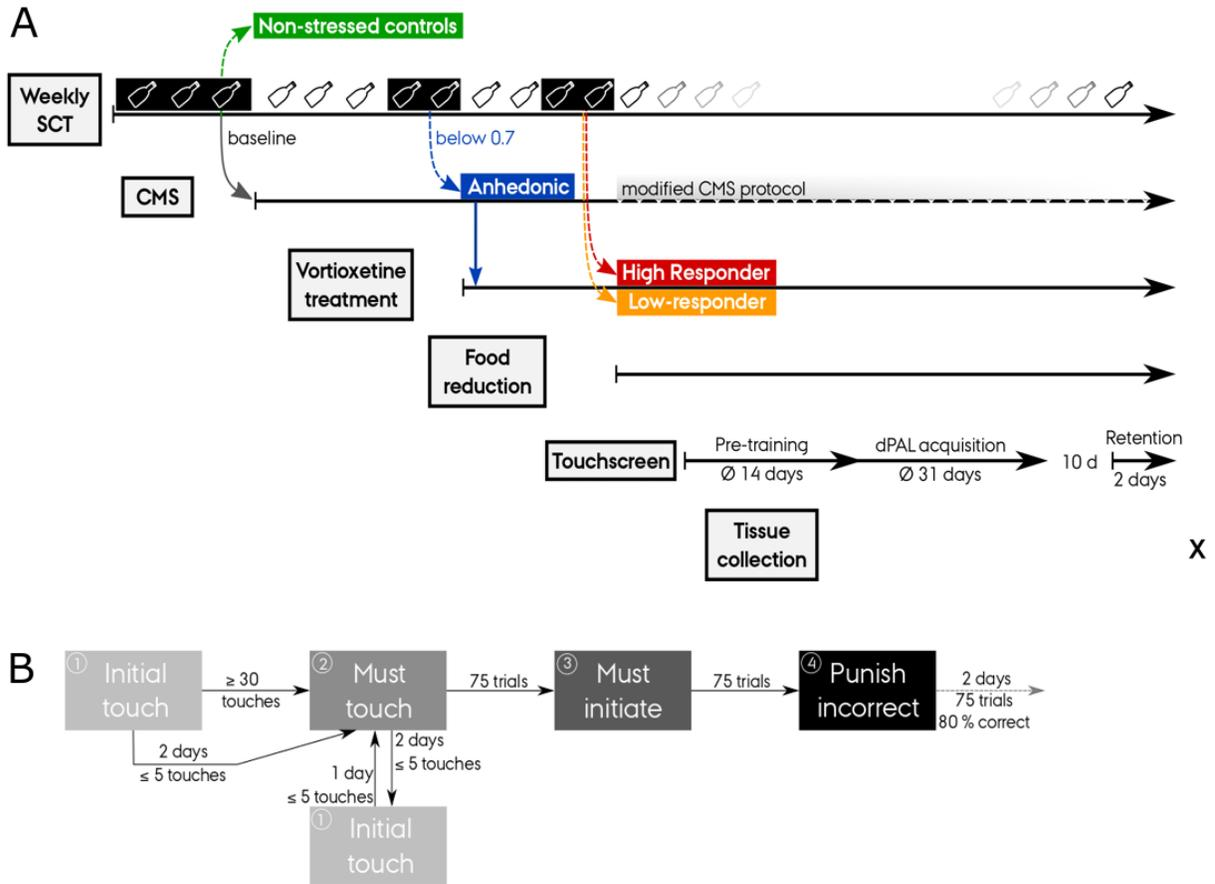 A
Non-stressed controls
Weekly
SCT
baseline
below 0.7
CMS
Anhedonic
modified CMS protocol
Vortioxetine
treatment
High Responder
Low-responder
Food
reduction
Touchscreen
Pre-training
Ø 14 days
dPAL acquisition
Ø 31 days
10 d
Retention
2 days
Tissue
collection
x
B
1
Initial
touch
≥ 30
touches
2
Must
touch
75 trials
3
Must
initiate
75 trials
4
Punish
incorrect
2 days
75 trials
80 % correct
2 days
≤ 5 touches
1 day
≤ 5 touches
2 days
≤ 5 touches
1
Initial
touch